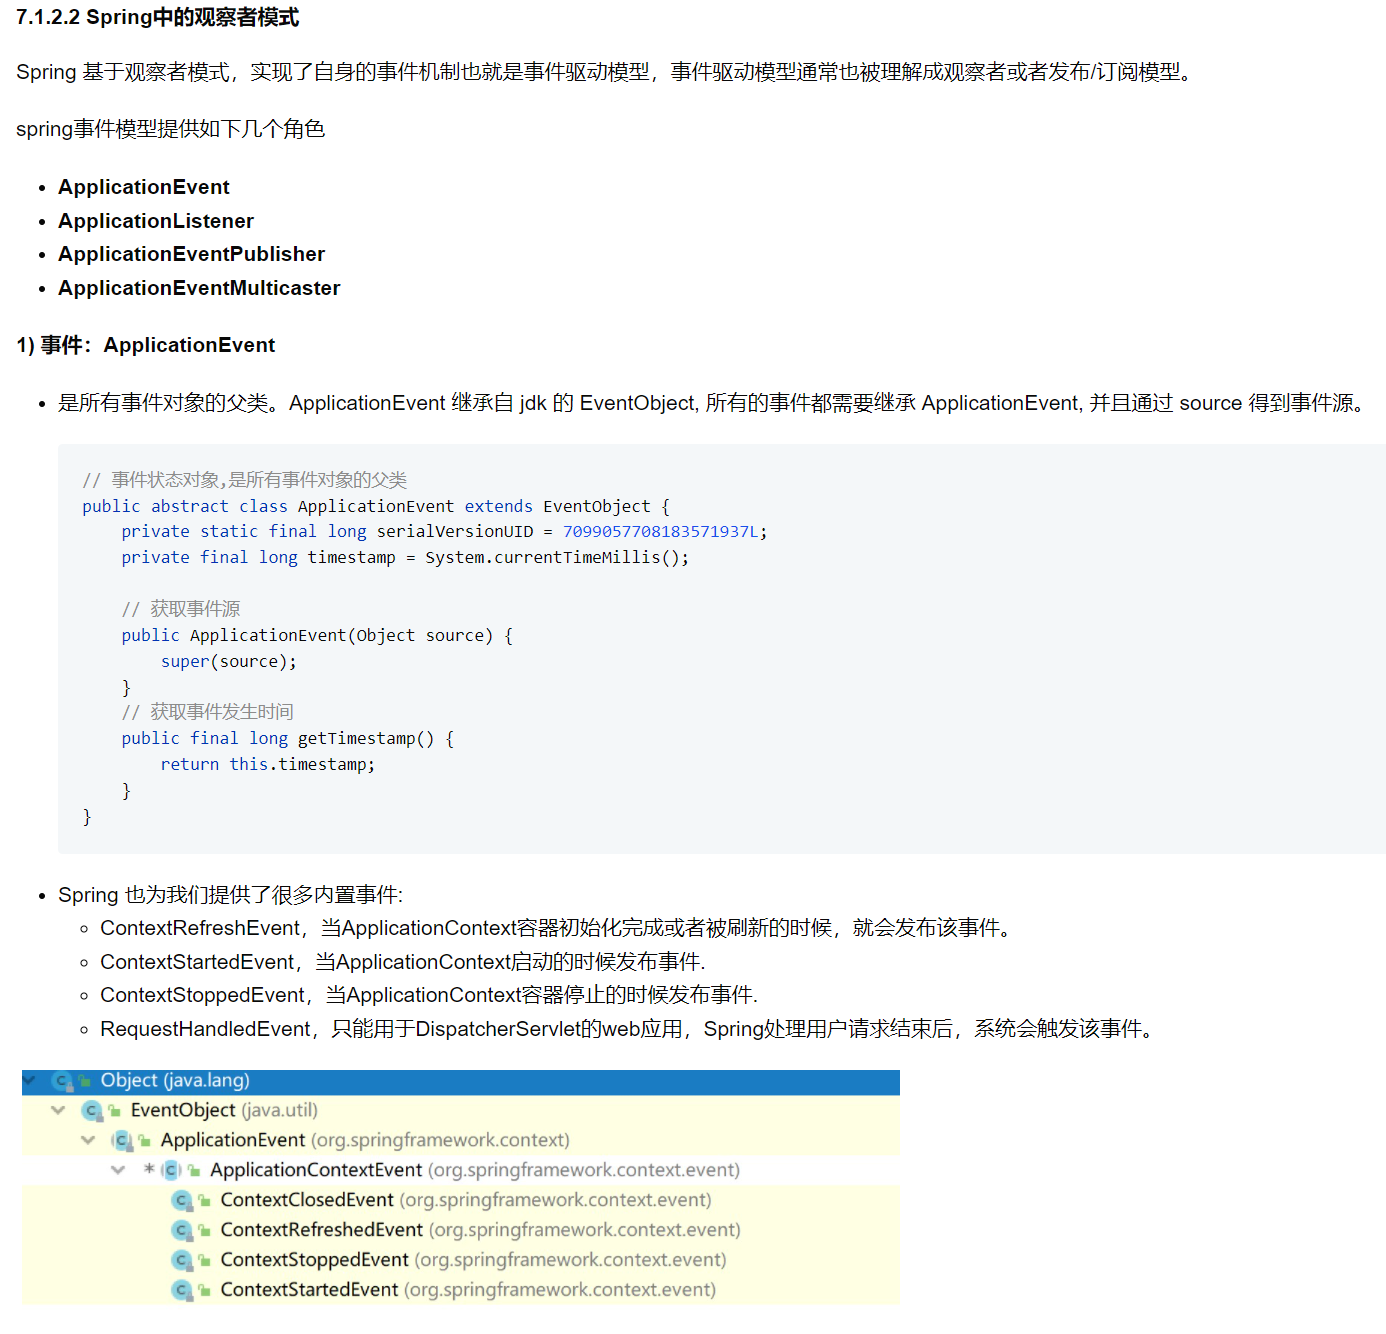 7.1.2.2 Spring中的观察者模式
Spring 基于观察者模式，实现了自身的事件机制也就是事件驱动模型，事件驱动模型通常也被理解成观察者或者发布/订阅模型。
spring事件模型提供如下几个角色
• ApplicationEvent
• ApplicationListener
• ApplicationEventPublisher
• ApplicationEventMulticaster
1) 事件：ApplicationEvent
• 是所有事件对象的父类。ApplicationEvent 继承自 jdk 的 EventObject, 所有的事件都需要继承 ApplicationEvent, 并且通过 source 得到事件源。
// 事件状态对象,是所有事件对象的父类
public abstract class ApplicationEvent extends EventObject {
    private static final long serialVersionUID = 7099057708183571937L;
    private final long timestamp = System.currentTimeMillis();
    // 获取事件源
    public ApplicationEvent(Object source) {
        super(source);
    }
    // 获取事件发生时间
    public final long getTimestamp() {
        return this.timestamp;
    }
}
• Spring 也为我们提供了很多内置事件:
◦ ContextRefreshEvent，当ApplicationContext容器初始化完成或者被刷新的时候，就会发布该事件。
◦ ContextStartedEvent，当ApplicationContext启动的时候发布事件.
◦ ContextStoppedEvent，当ApplicationContext容器停止的时候发布事件.
◦ RequestHandledEvent，只能用于DispatcherServlet的web应用，Spring处理用户请求结束后，系统会触发该事件。
Object (java.lang)
EventObject (java.util)
ApplicationEvent (org.springframework.context)
* ApplicationContextEvent (org.springframework.context.event)
ContextClosedEvent (org.springframework.context.event)
ContextRefreshedEvent (org.springframework.context.event)
ContextStoppedEvent (org.springframework.context.event)
ContextStartedEvent (org.springframework.context.event)